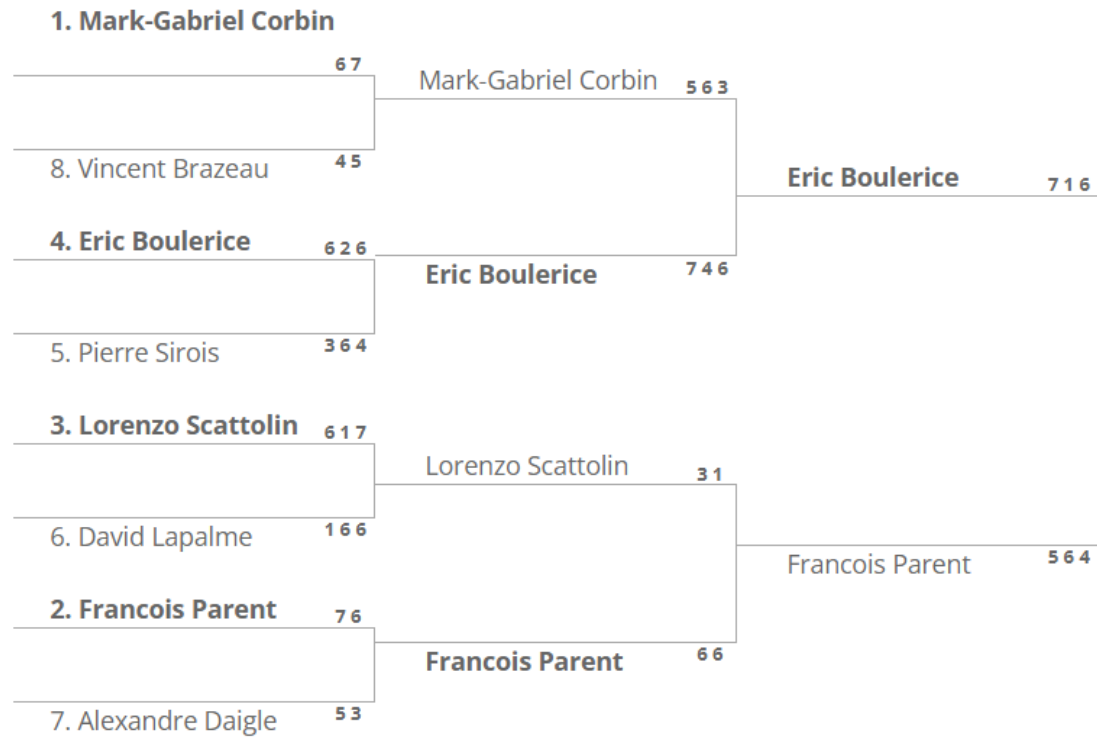 1. Mark-Gabriel Corbin
6 7
4 5
8. Vincent Brazeau
4. Eric Boulerice
6 2 6
3 6 4
5. Pierre Sirois
3. Lorenzo Scattolin
6 1 7
1 6 6
6. David Lapalme
2. Francois Parent
7 6
5 3
7. Alexandre Daigle
Mark-Gabriel Corbin
5 6 3
7 4 6
Eric Boulerice
Lorenzo Scattolin
3 1
6 6
Francois Parent
Eric Boulerice
7 1 6
5 6 4
Francois Parent